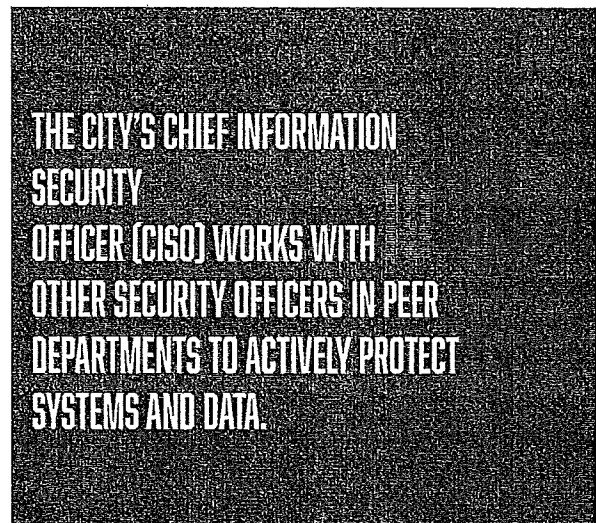 THE CITY'S CHIEF INFORMATION
SECURITY
OFFICER (CISO) WORKS WITH
OTHER SECURITY OFFICERS IN PEER
DEPARTMENTS TO ACTIVELY PROTECT
SYSTEMS AND DATA.